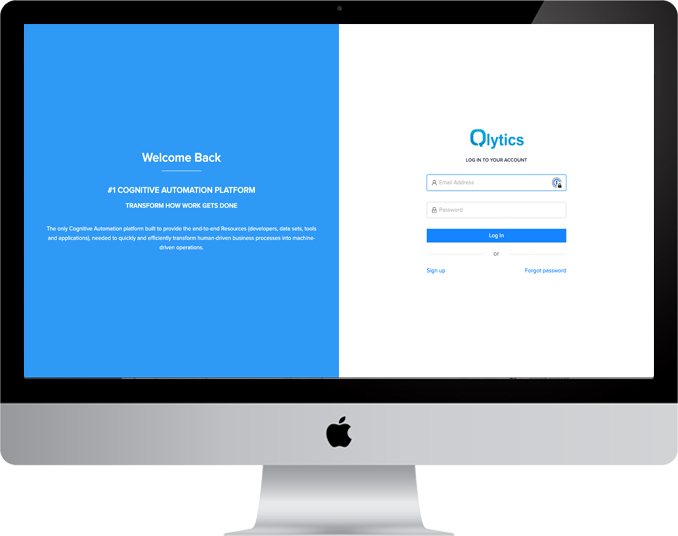 Welcome Back
#1 COGNITIVE AUTOMATION PLATFORM
TRANSFORM HOW WORK GETS DONE
The only Cognitive Automation platform built to provide the end-to-end Resources (developers, data sets, tools
and applications), needed to quickly and efficiently transform human-driven business processes into machine-
driven operations.
Qlytics
LOG IN TO YOUR ACCOUNT
Email Address
Password
Log In
or
Sign up
Forgot password